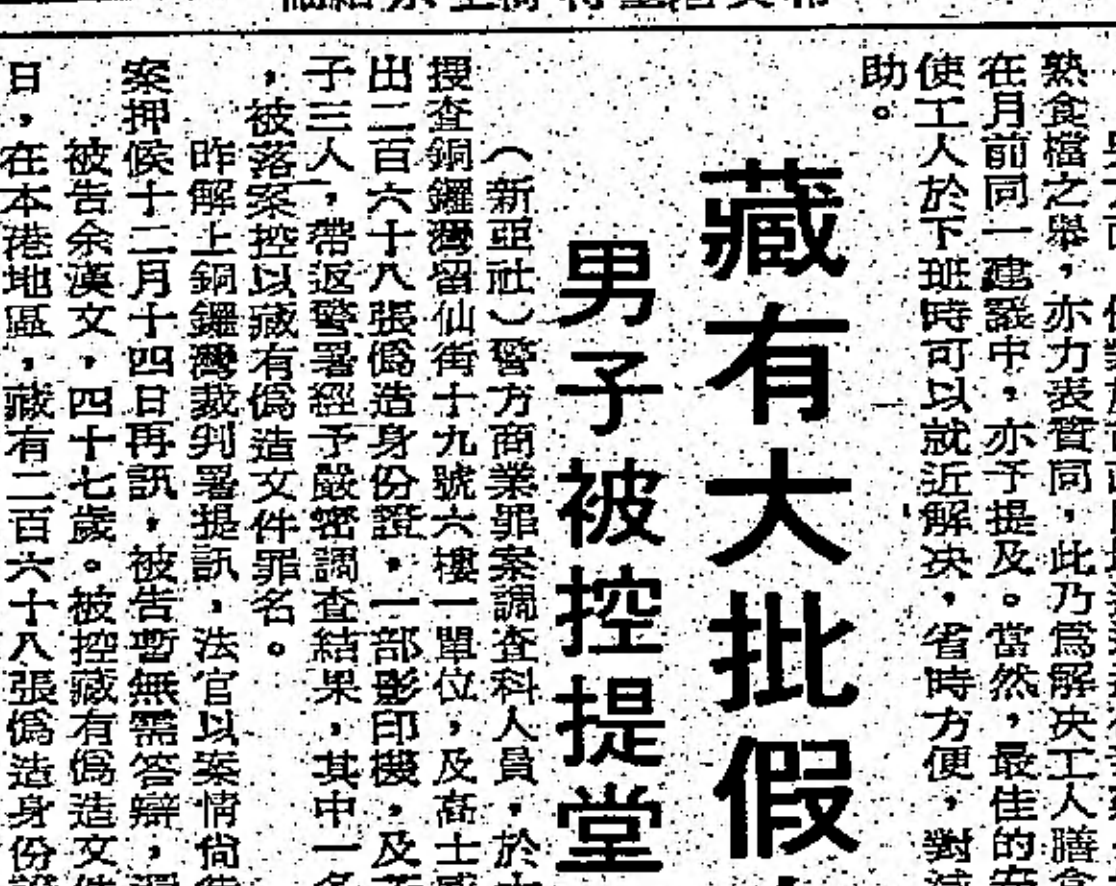 熟食檔之舉，亦力表贊同，此乃爲解决工人膳食
在月前同一建議中，亦予提及。當然，最佳的安
使工人於下班時可以就近解决，省時方便，對減
助。
藏有大批假
男子被控提堂
（新亞社）警方商業罪案調查科人員，於
搜查銅鑼灣留仙街十九號六樓一單位，及高士威
出二百六十八張僞造身份證，一部影印機，及
子三人，帶返警署經予嚴密調查結果，其中一名
，被落案控以藏有僞造文件罪名。
昨解上銅鑼灣裁判署提訊，法官以案情尙
案押候十二月十四日再訊，被告暫無需答辯，
被告余漢文，四十七歲。被控藏有僞造文件
日，在本港地區，藏有二百六十八張僞造身份證